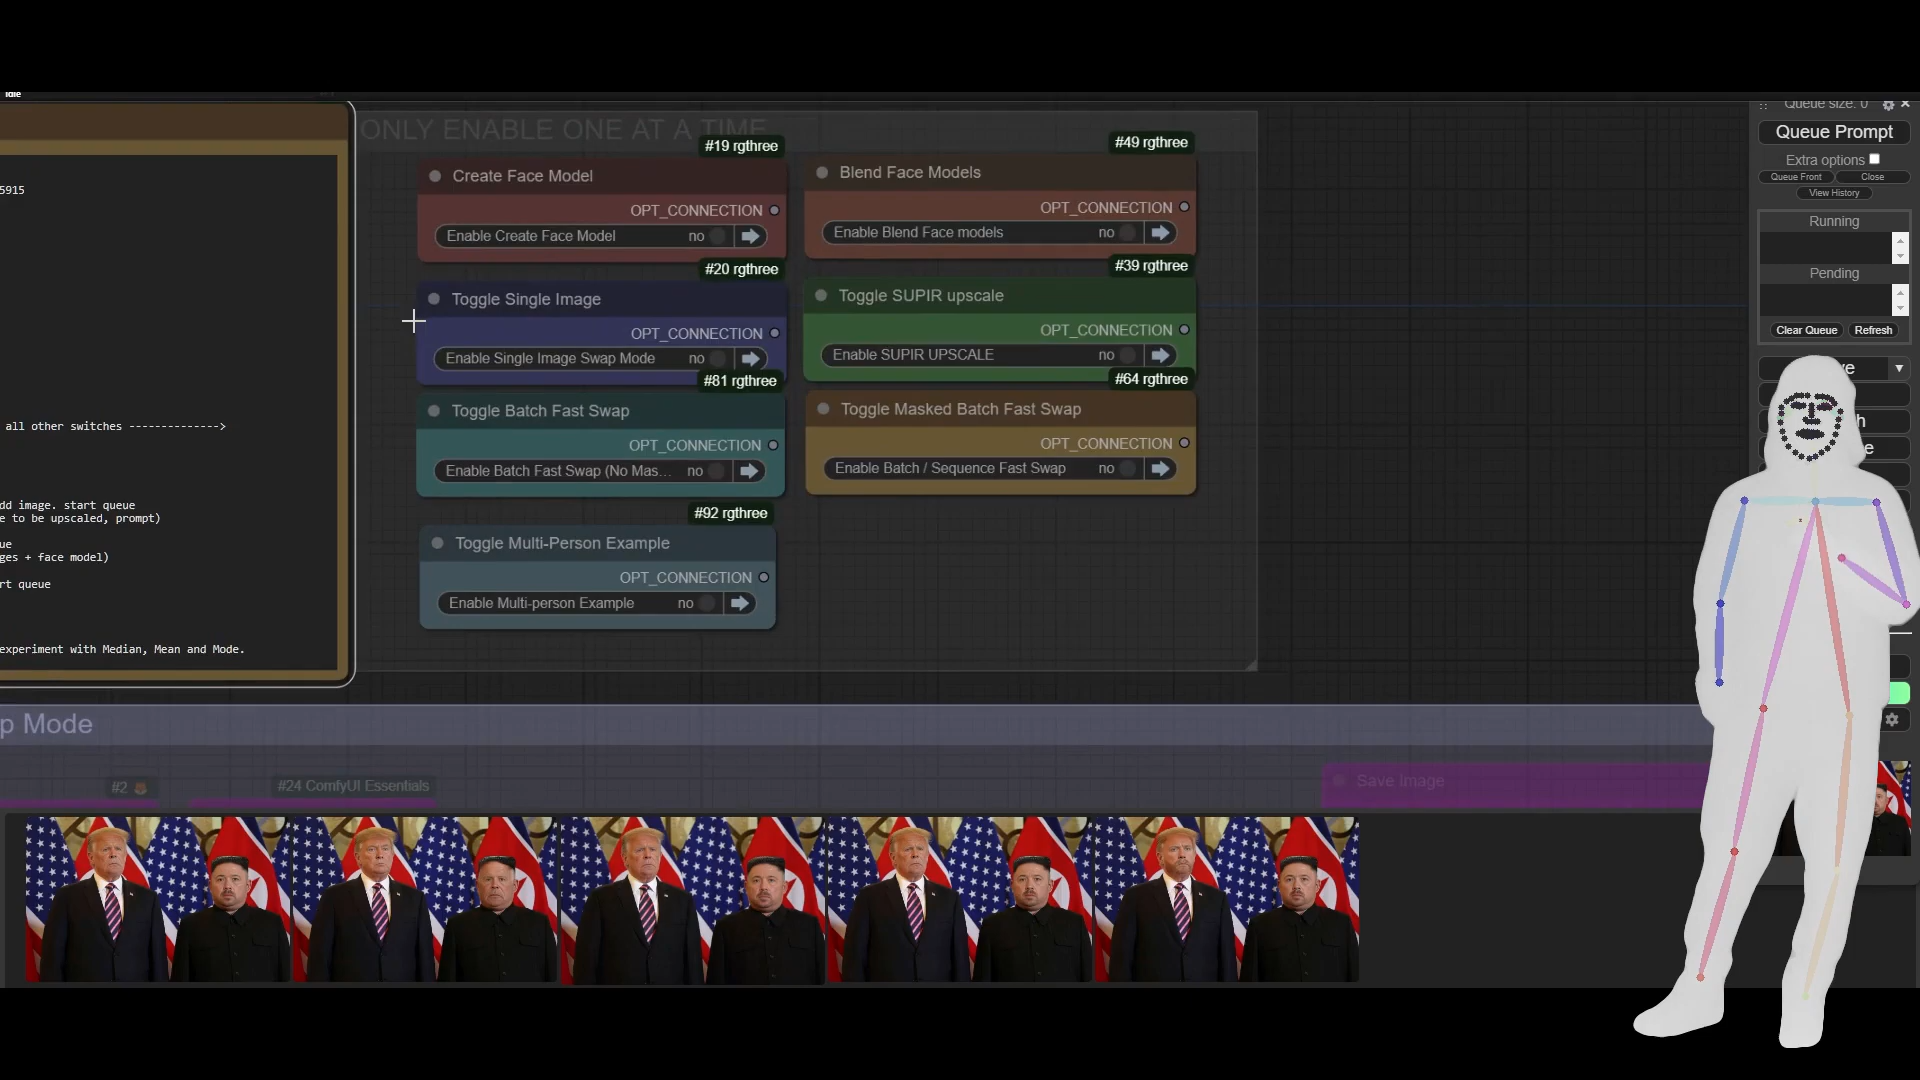 Idle
5915
all other switches -------------->
dd image. start queue
e to be upscaled, prompt)
ue
ges + face model)
rt queue
experiment with Median, Mean and Mode.
ONLY ENABLE ONE AT A TIME
#19 rgthree
Create Face Model
OPT_CONNECTION
Enable Create Face Model no
#49 rgthree
Blend Face Models
OPT_CONNECTION
Enable Blend Face models no
#20 rgthree
Toggle Single Image
OPT_CONNECTION
Enable Single Image Swap Mode no
#39 rgthree
Toggle SUPIR upscale
OPT_CONNECTION
Enable SUPIR UPSCALE no
#81 rgthree
Toggle Batch Fast Swap
OPT_CONNECTION
Enable Batch Fast Swap (No Mas... no
#64 rgthree
Toggle Masked Batch Fast Swap
OPT_CONNECTION
Enable Batch / Sequence Fast Swap no
#92 rgthree
Toggle Multi-Person Example
OPT_CONNECTION
Enable Multi-person Example no
Queue size: 0
Queue Prompt
Extra options
Queue Front Close
View History
Running
Pending
Clear Queue Refresh
ve
h
e
p Mode
#2
#24 ComfyUI Essentials
Save Image